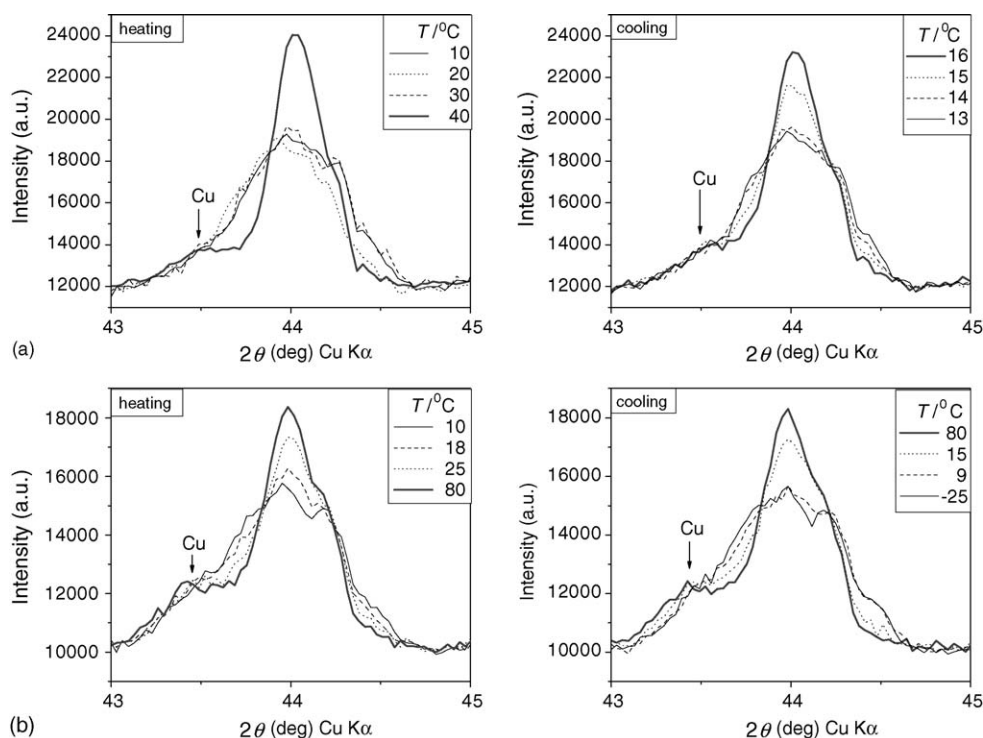 heating
T/⁰C
10
20
30
40
24000
22000
20000
18000
16000
14000
12000
Intensity (a.u.)
Cu
43
44
45
2θ (deg) Cu Kα
(a)
cooling
T/⁰C
16
15
14
13
24000
22000
20000
18000
16000
14000
12000
Intensity (a.u.)
Cu
43
44
45
2θ (deg) Cu Kα
heating
T/⁰C
10
18
25
80
18000
16000
14000
12000
10000
Intensity (a.u.)
Cu
43
44
45
2θ (deg) Cu Kα
(b)
cooling
T/⁰C
80
15
9
-25
18000
16000
14000
12000
10000
Intensity (a.u.)
Cu
43
44
45
2θ (deg) Cu Kα